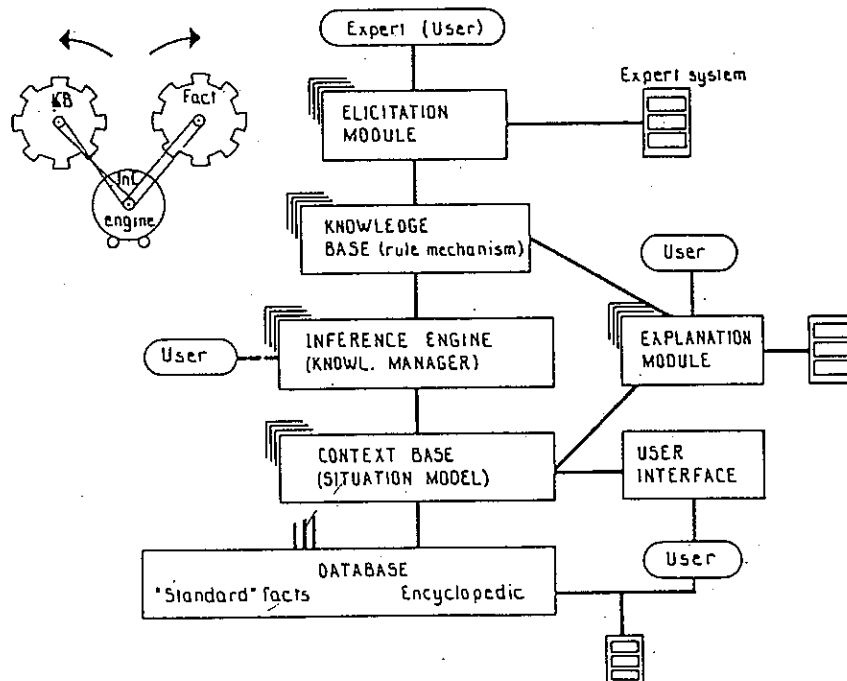 Expert (User)
KB
Fact
Inf.
engine
ELICITATION
MODULE
Expert system
KNOWLEDGE
BASE (rule mechanism)
User
INFERENCE ENGINE
(KNOWL. MANAGER)
User
EXPLANATION
MODULE
CONTEXT BASE
(SITUATION MODEL)
USER
INTERFACE
User
DATABASE
"Standard" facts Encyclopedic